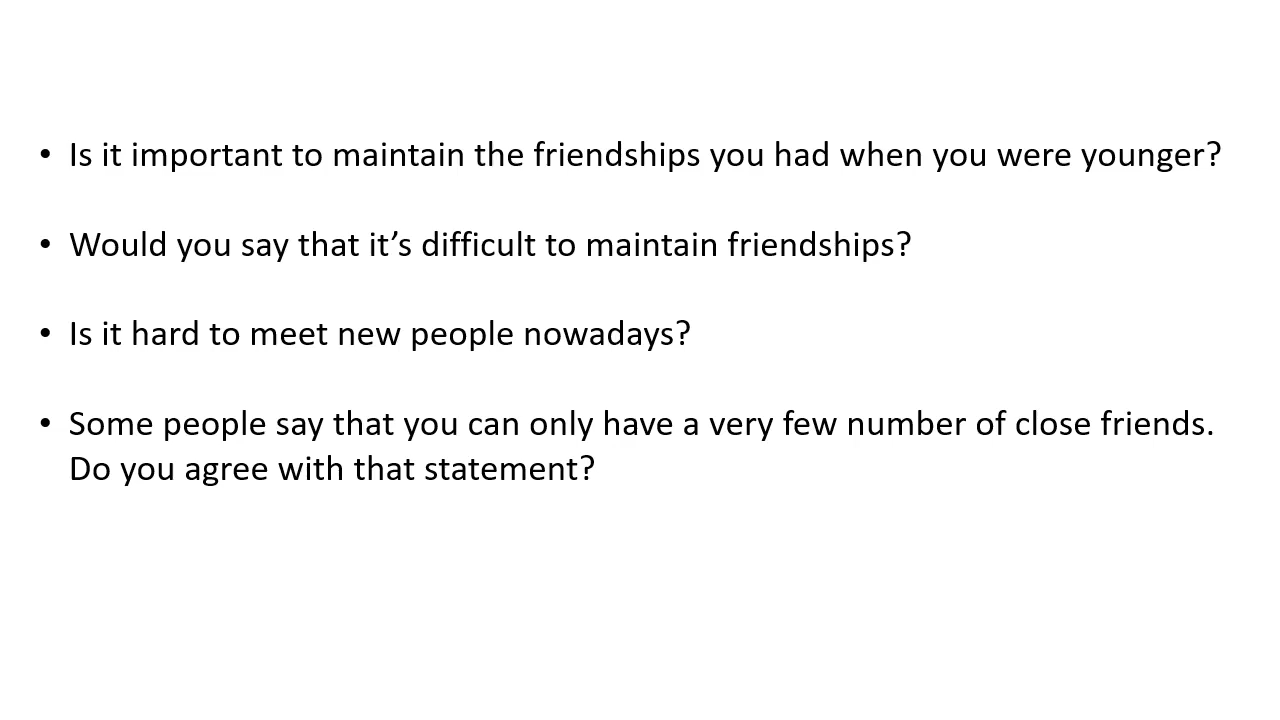 • Is it important to maintain the friendships you had when you were younger?
• Would you say that it’s difficult to maintain friendships?
• Is it hard to meet new people nowadays?
• Some people say that you can only have a very few number of close friends.
Do you agree with that statement?